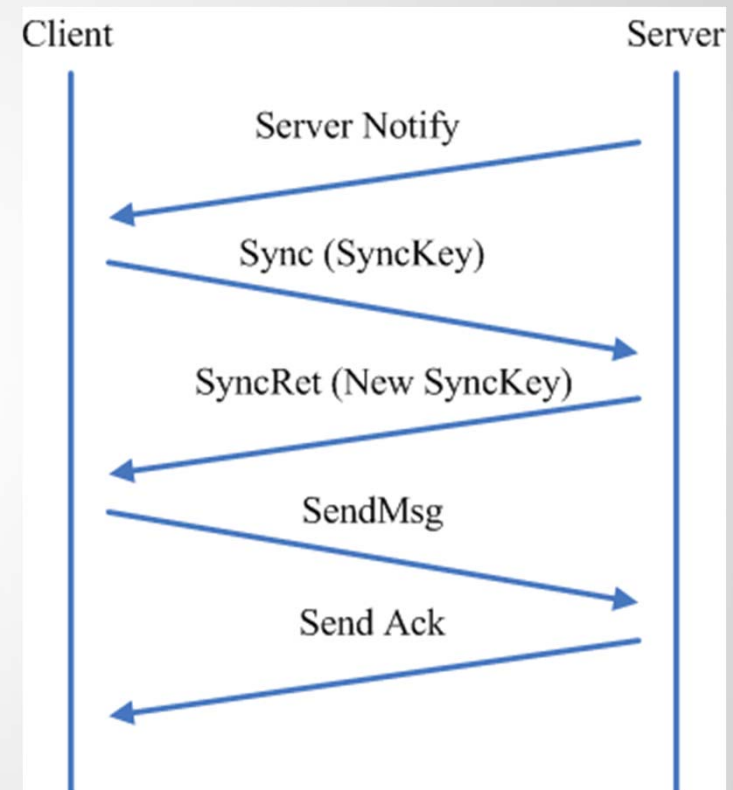 Client
Server
Server Notify
Sync (SyncKey)
SyncRet (New SyncKey)
SendMsg
Send Ack